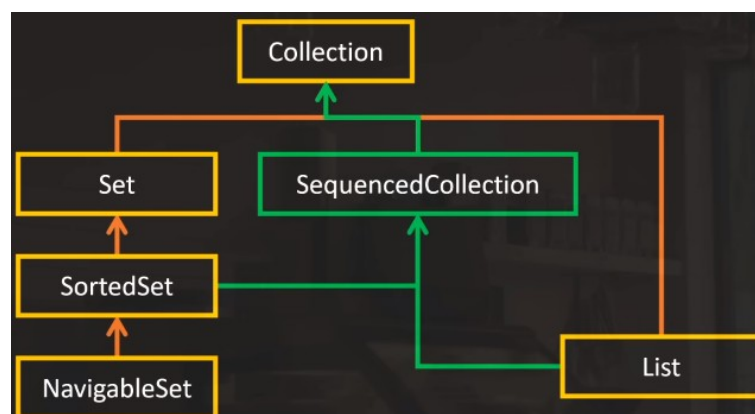 Collection
Set
SequencedCollection
SortedSet
List
NavigableSet